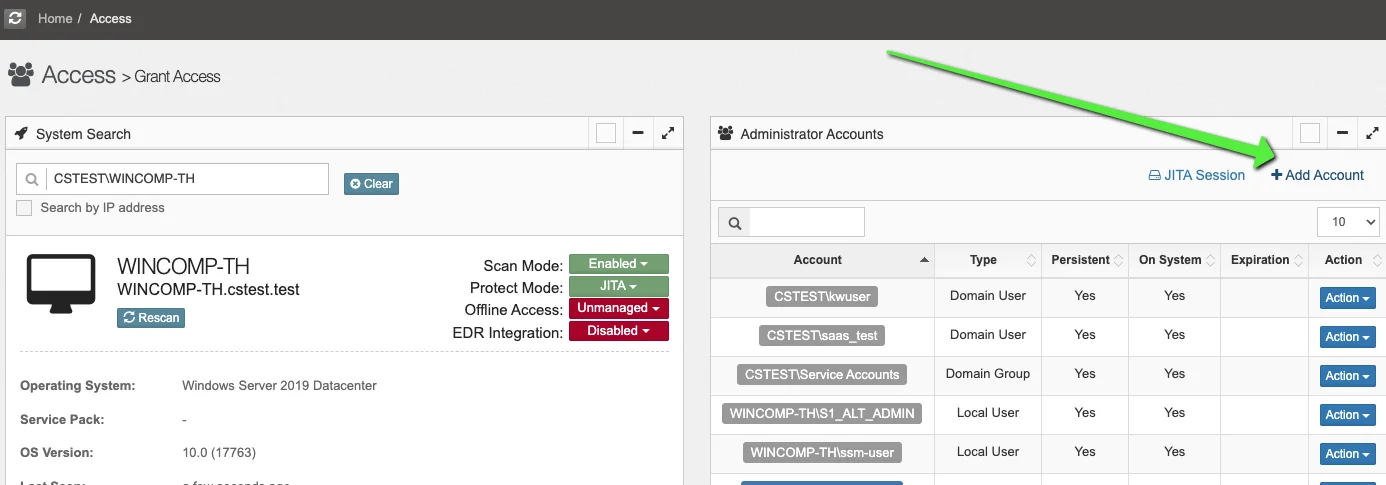 Home / Access
Access > Grant Access
System Search
CSTEST\WINCOMP-TH
Clear
Search by IP address
WINCOMP-TH
WINCOMP-TH.cstest.test
Rescan
Scan Mode: Enabled
Protect Mode: JITA
Offline Access: Unmanaged
EDR Integration: Disabled
Operating System: Windows Server 2019 Datacenter
Service Pack: -
OS Version: 10.0 (17763)
Last Scan: a few seconds ago
Administrator Accounts
JITA Session Add Account
10
Account Type Persistent On System Expiration Action
CSTEST\kwuser Domain User Yes Yes Action
CSTEST\saas_test Domain User Yes Yes Action
CSTEST\Service Accounts Domain Group Yes Yes Action
WINCOMP-TH\S1_ALT_ADMIN Local User Yes Yes Action
WINCOMP-TH\ssm-user Local User Yes Yes Action